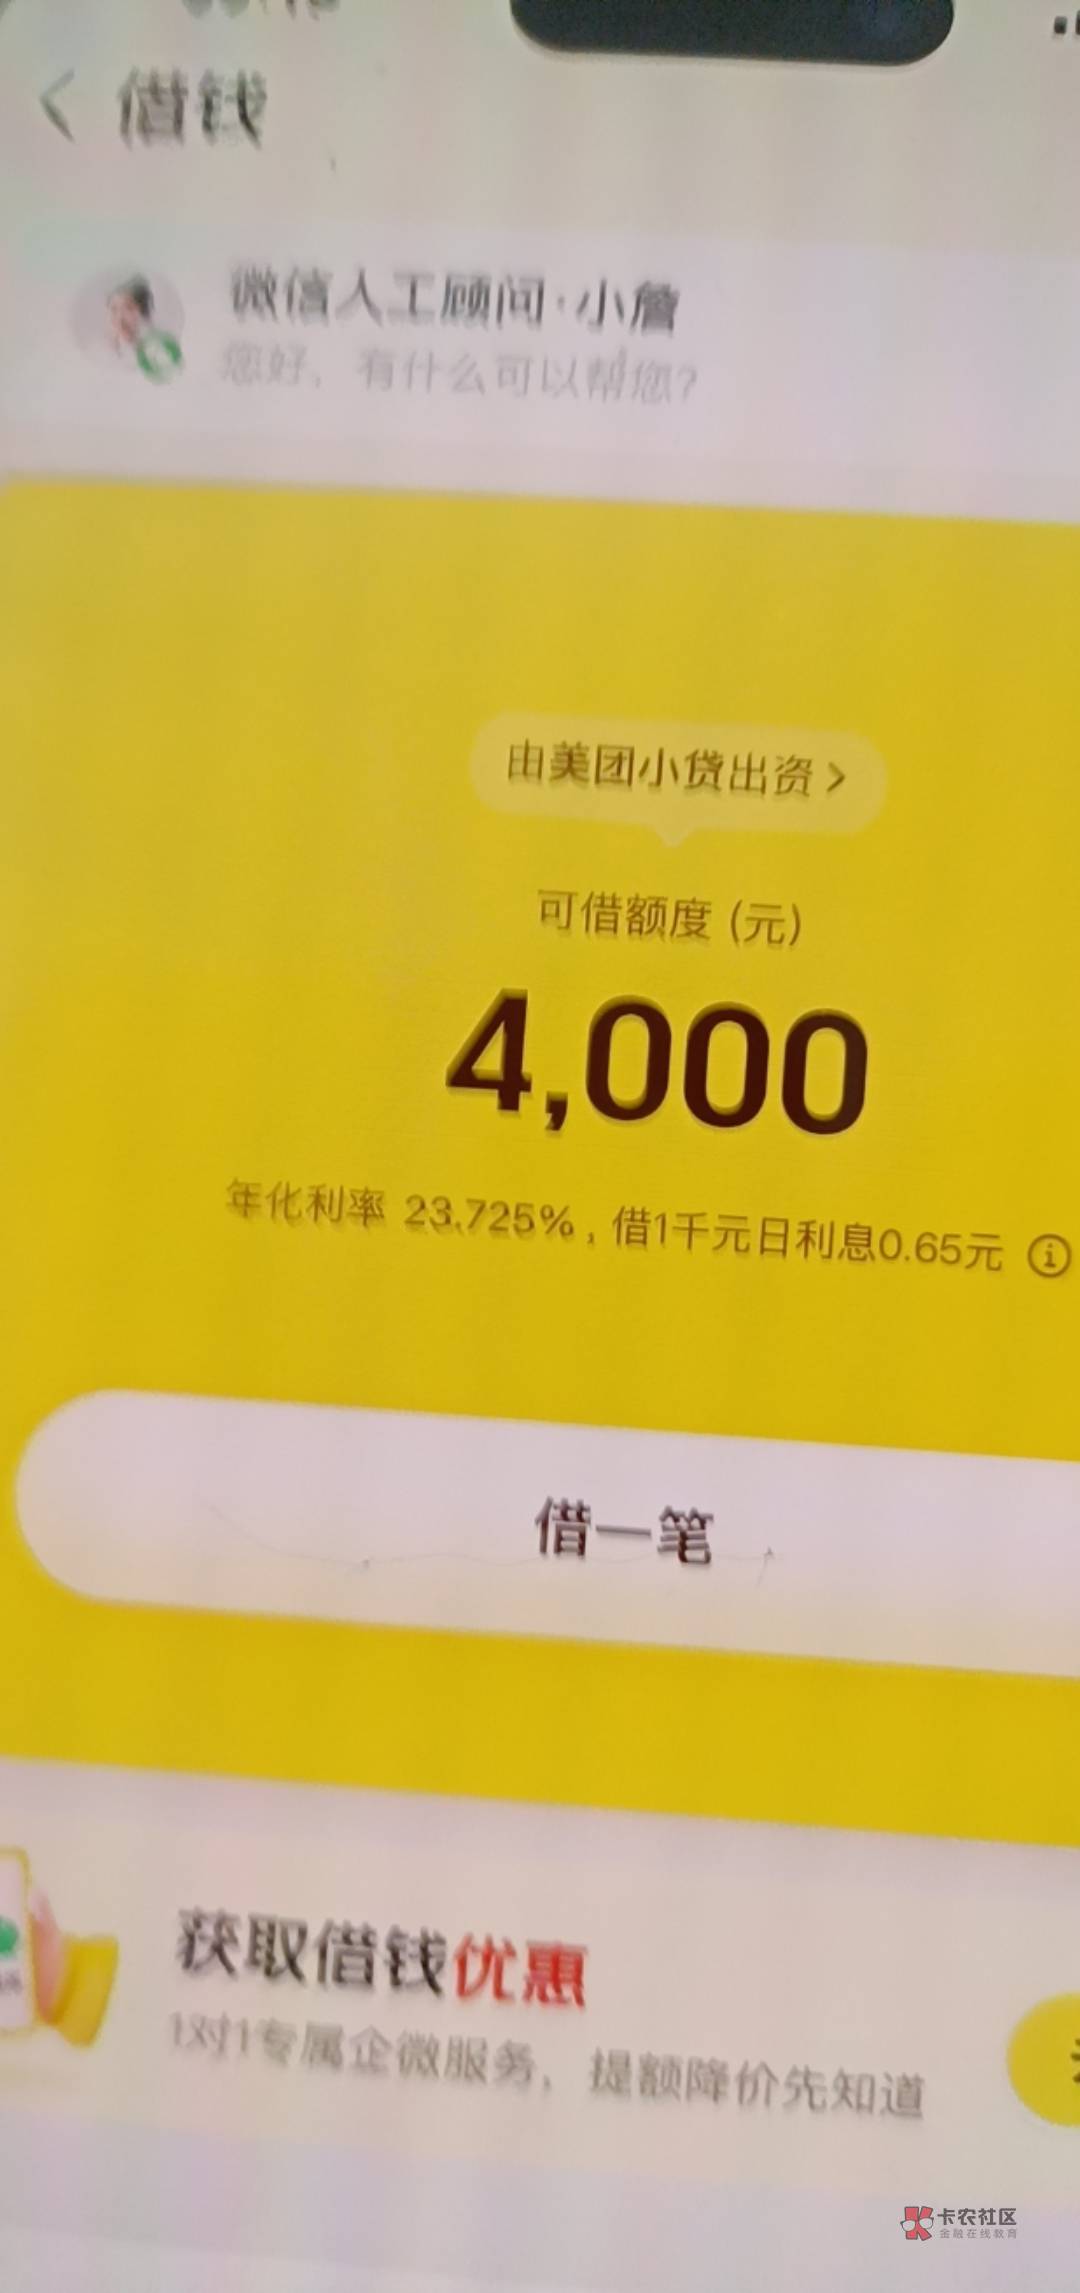 借钱
微信人工顾问·小詹
您好，有什么可以帮您?
由美团小贷出资 >
可借额度 (元)
4,000
年化利率 23.725%，借1千元日利息0.65元
借一笔
获取借钱优惠
1对1专属企微服务，提额降价先知道
卡农社区
金融在线教育